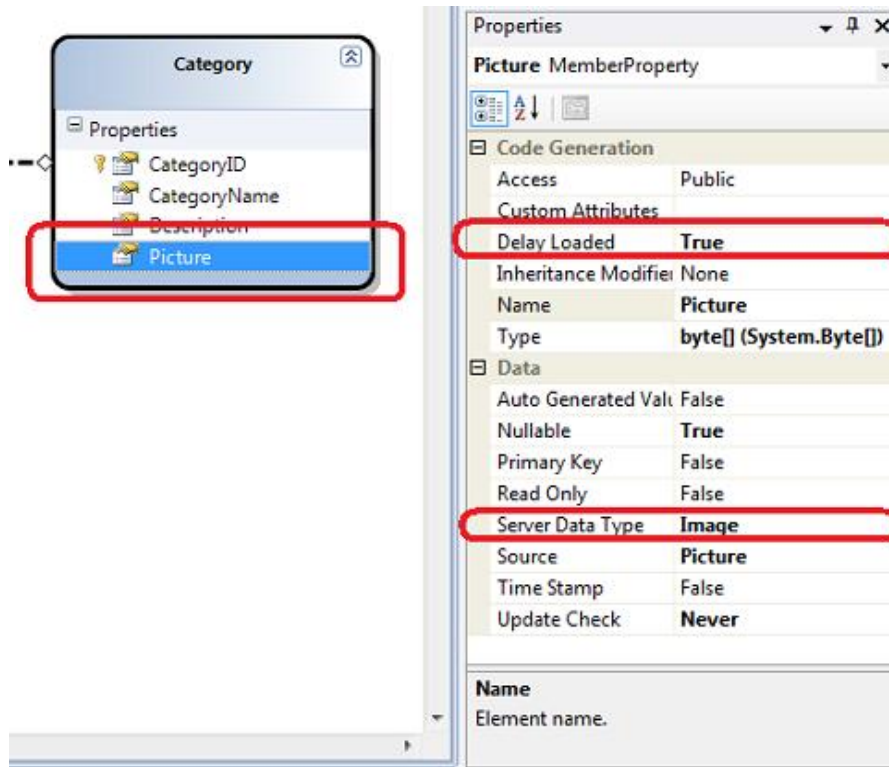 Category
Properties
CategoryID
CategoryName
Description
Picture
Properties
Picture MemberProperty
Code Generation
Access Public
Custom Attributes
Delay Loaded True
Inheritance Modifier None
Name Picture
Type byte[] (System.Byte[])
Data
Auto Generated Valu False
Nullable True
Primary Key False
Read Only False
Server Data Type Image
Source Picture
Time Stamp False
Update Check Never
Name
Element name.